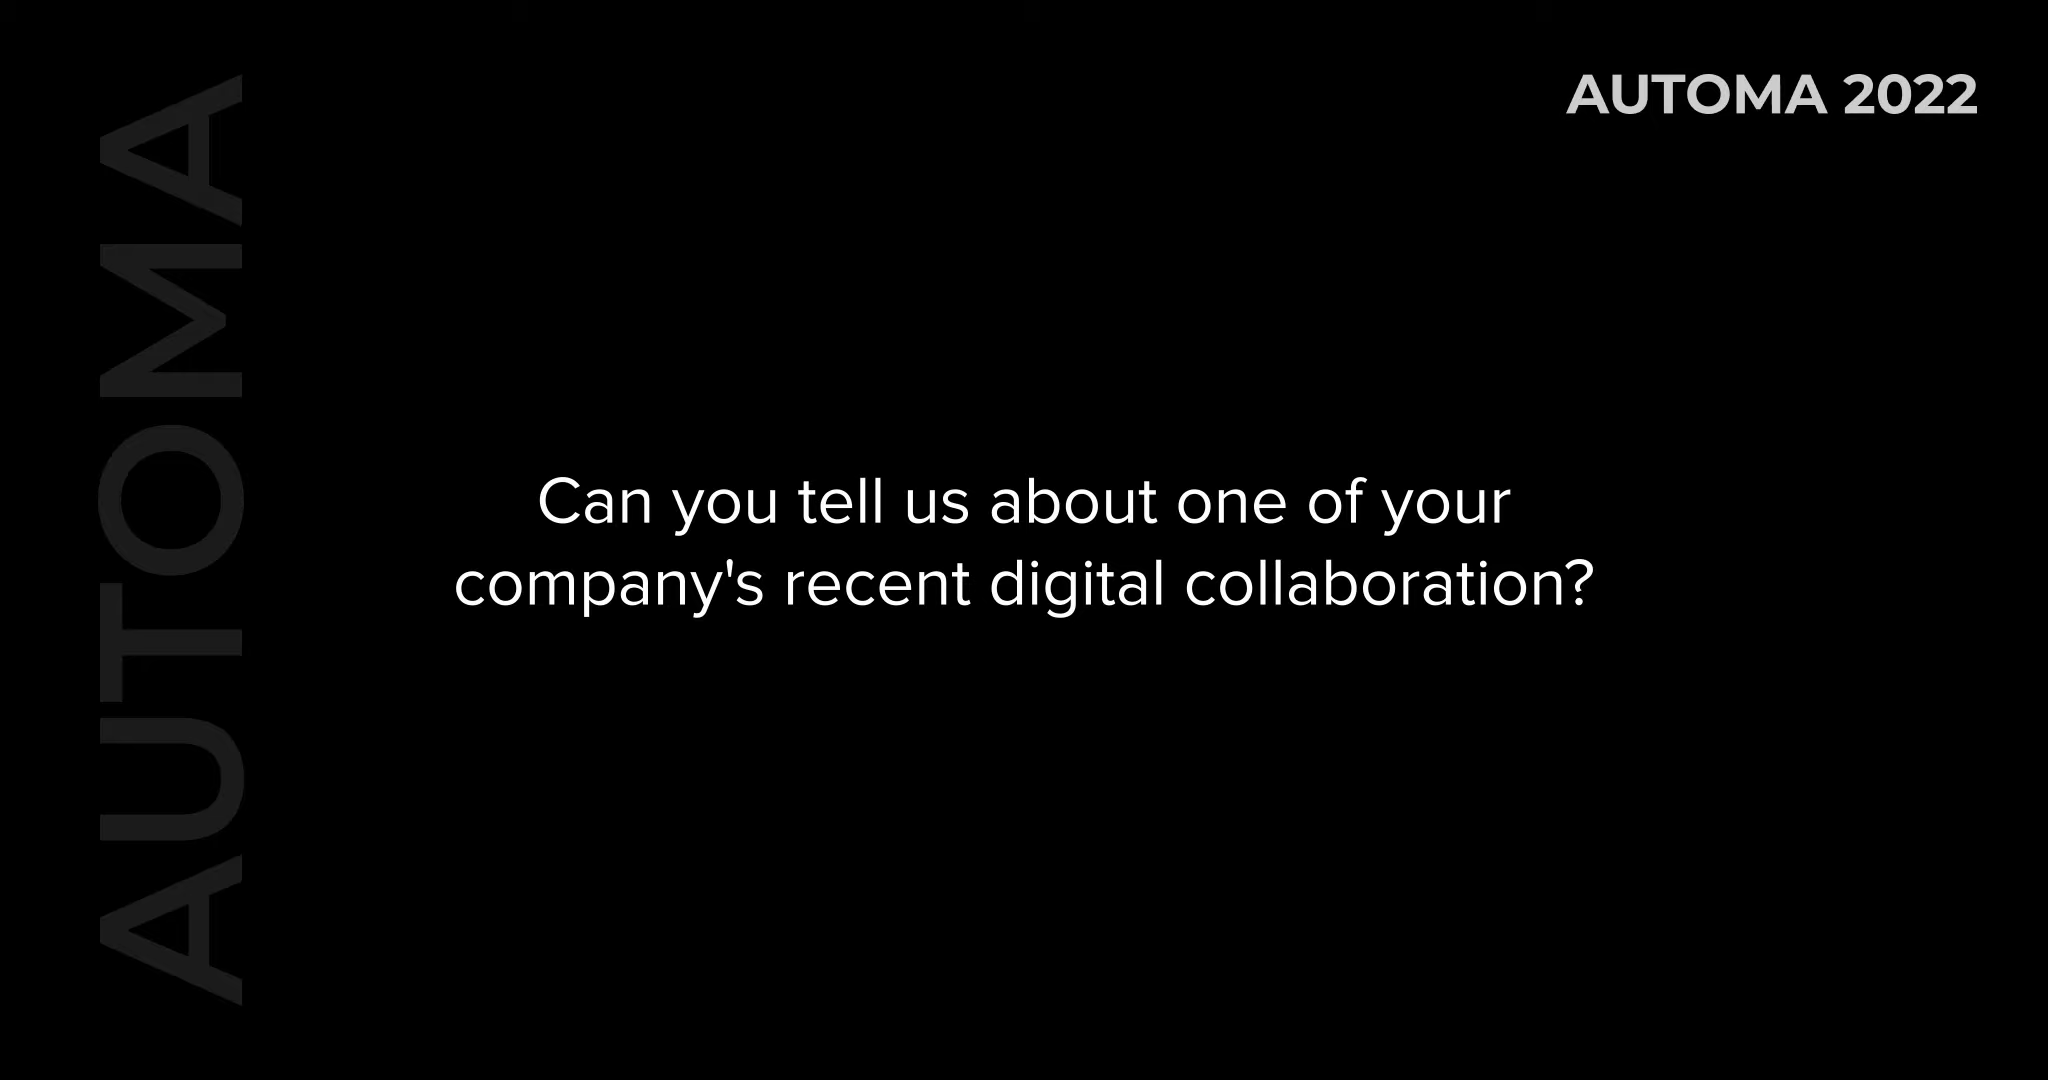 AUTOMA 2022
AUTOMA
Can you tell us about one of your
company's recent digital collaboration?